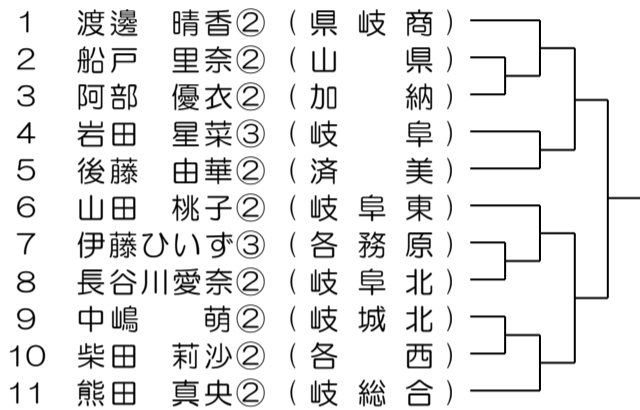 1 渡邊 晴香② (県岐商)
2 船戸 里奈② (山県)
3 阿部 優衣② (加納)
4 岩田 星菜③ (岐阜)
5 後藤 由華② (済美)
6 山田 桃子② (岐阜東)
7 伊藤ひいず③ (各務原)
8 長谷川愛奈② (岐阜北)
9 中嶋 萌② (岐城北)
10 柴田 莉沙② (各西)
11 熊田 真央② (岐総合)